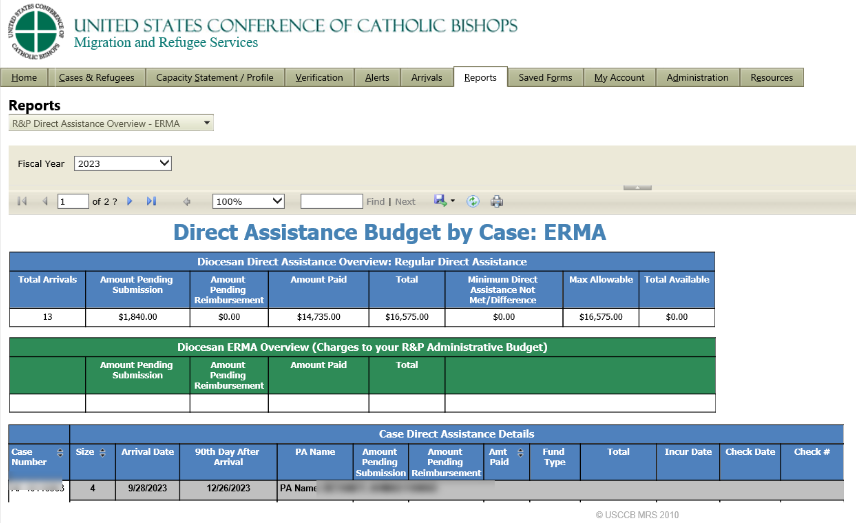 UNITED STATES CONFERENCE OF CATHOLIC BISHOPS
Migration and Refugee Services
Home Cases & Refugees Capacity Statement / Profile Verification Alerts Arrivals Reports Saved Forms My Account Administration Resources
Reports
R&P Direct Assistance Overview - ERMA
Fiscal Year 2023
1 of 2 ? 100% Find | Next
Direct Assistance Budget by Case: ERMA
Diocesan Direct Assistance Overview: Regular Direct Assistance
Total Arrivals Amount Pending Submission Amount Pending Reimbursement Amount Paid Total Minimum Direct Assistance Not Met/Difference Max Allowable Total Available
13 $1,840.00 $0.00 $14,735.00 $16,575.00 $0.00 $16,575.00 $0.00
Diocesan ERMA Overview (Charges to your R&P Administrative Budget)
Amount Pending Submission Amount Pending Reimbursement Amount Paid Total
Case Direct Assistance Details
Case Number Size Arrival Date 90th Day After Arrival PA Name Amount Pending Submission Amount Pending Reimbursement Amt Paid Fund Type Total Incur Date Check Date Check #
4 9/28/2023 12/26/2023 PA Name
© USCCB MRS 2010